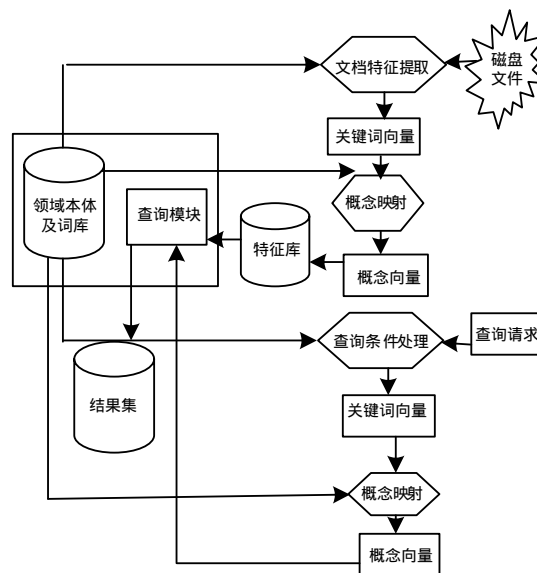 文档特征提取
磁盘
文件
关键词向量
领域本体
及词库
查询模块
特征库
概念映射
概念向量
查询条件处理
查询请求
结果集
关键词向量
概念映射
概念向量